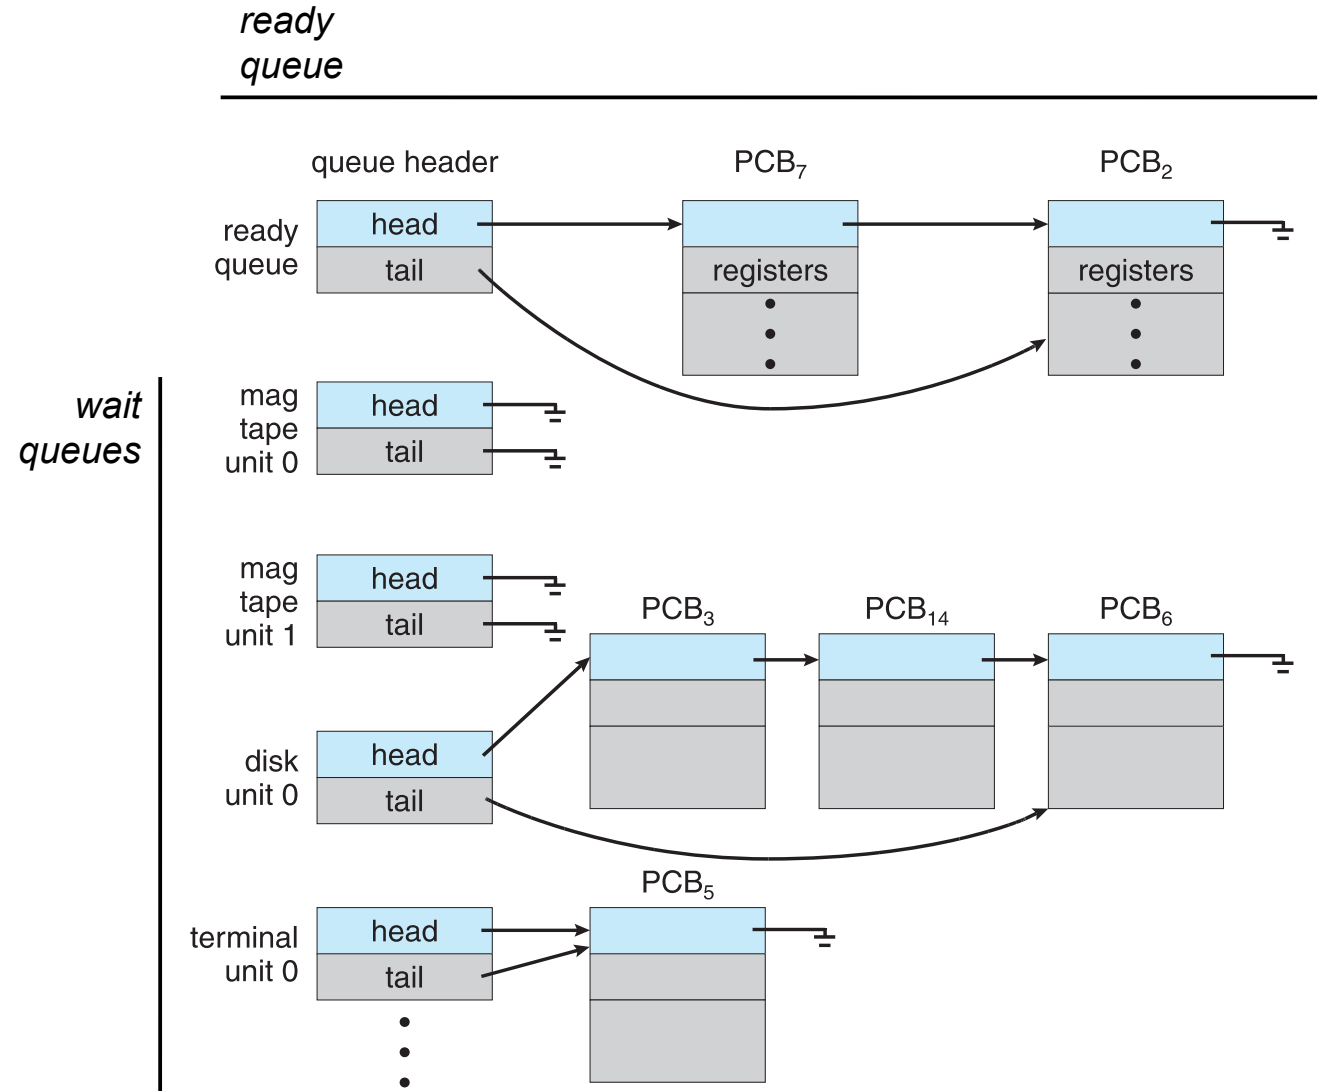 ready
queue
queue header
PCB₇
PCB₂
ready
queue
head
tail
registers
registers
wait
queues
mag
tape
unit 0
head
tail
mag
tape
unit 1
head
tail
PCB₃
PCB₁₄
PCB₆
disk
unit 0
head
tail
PCB₅
terminal
unit 0
head
tail